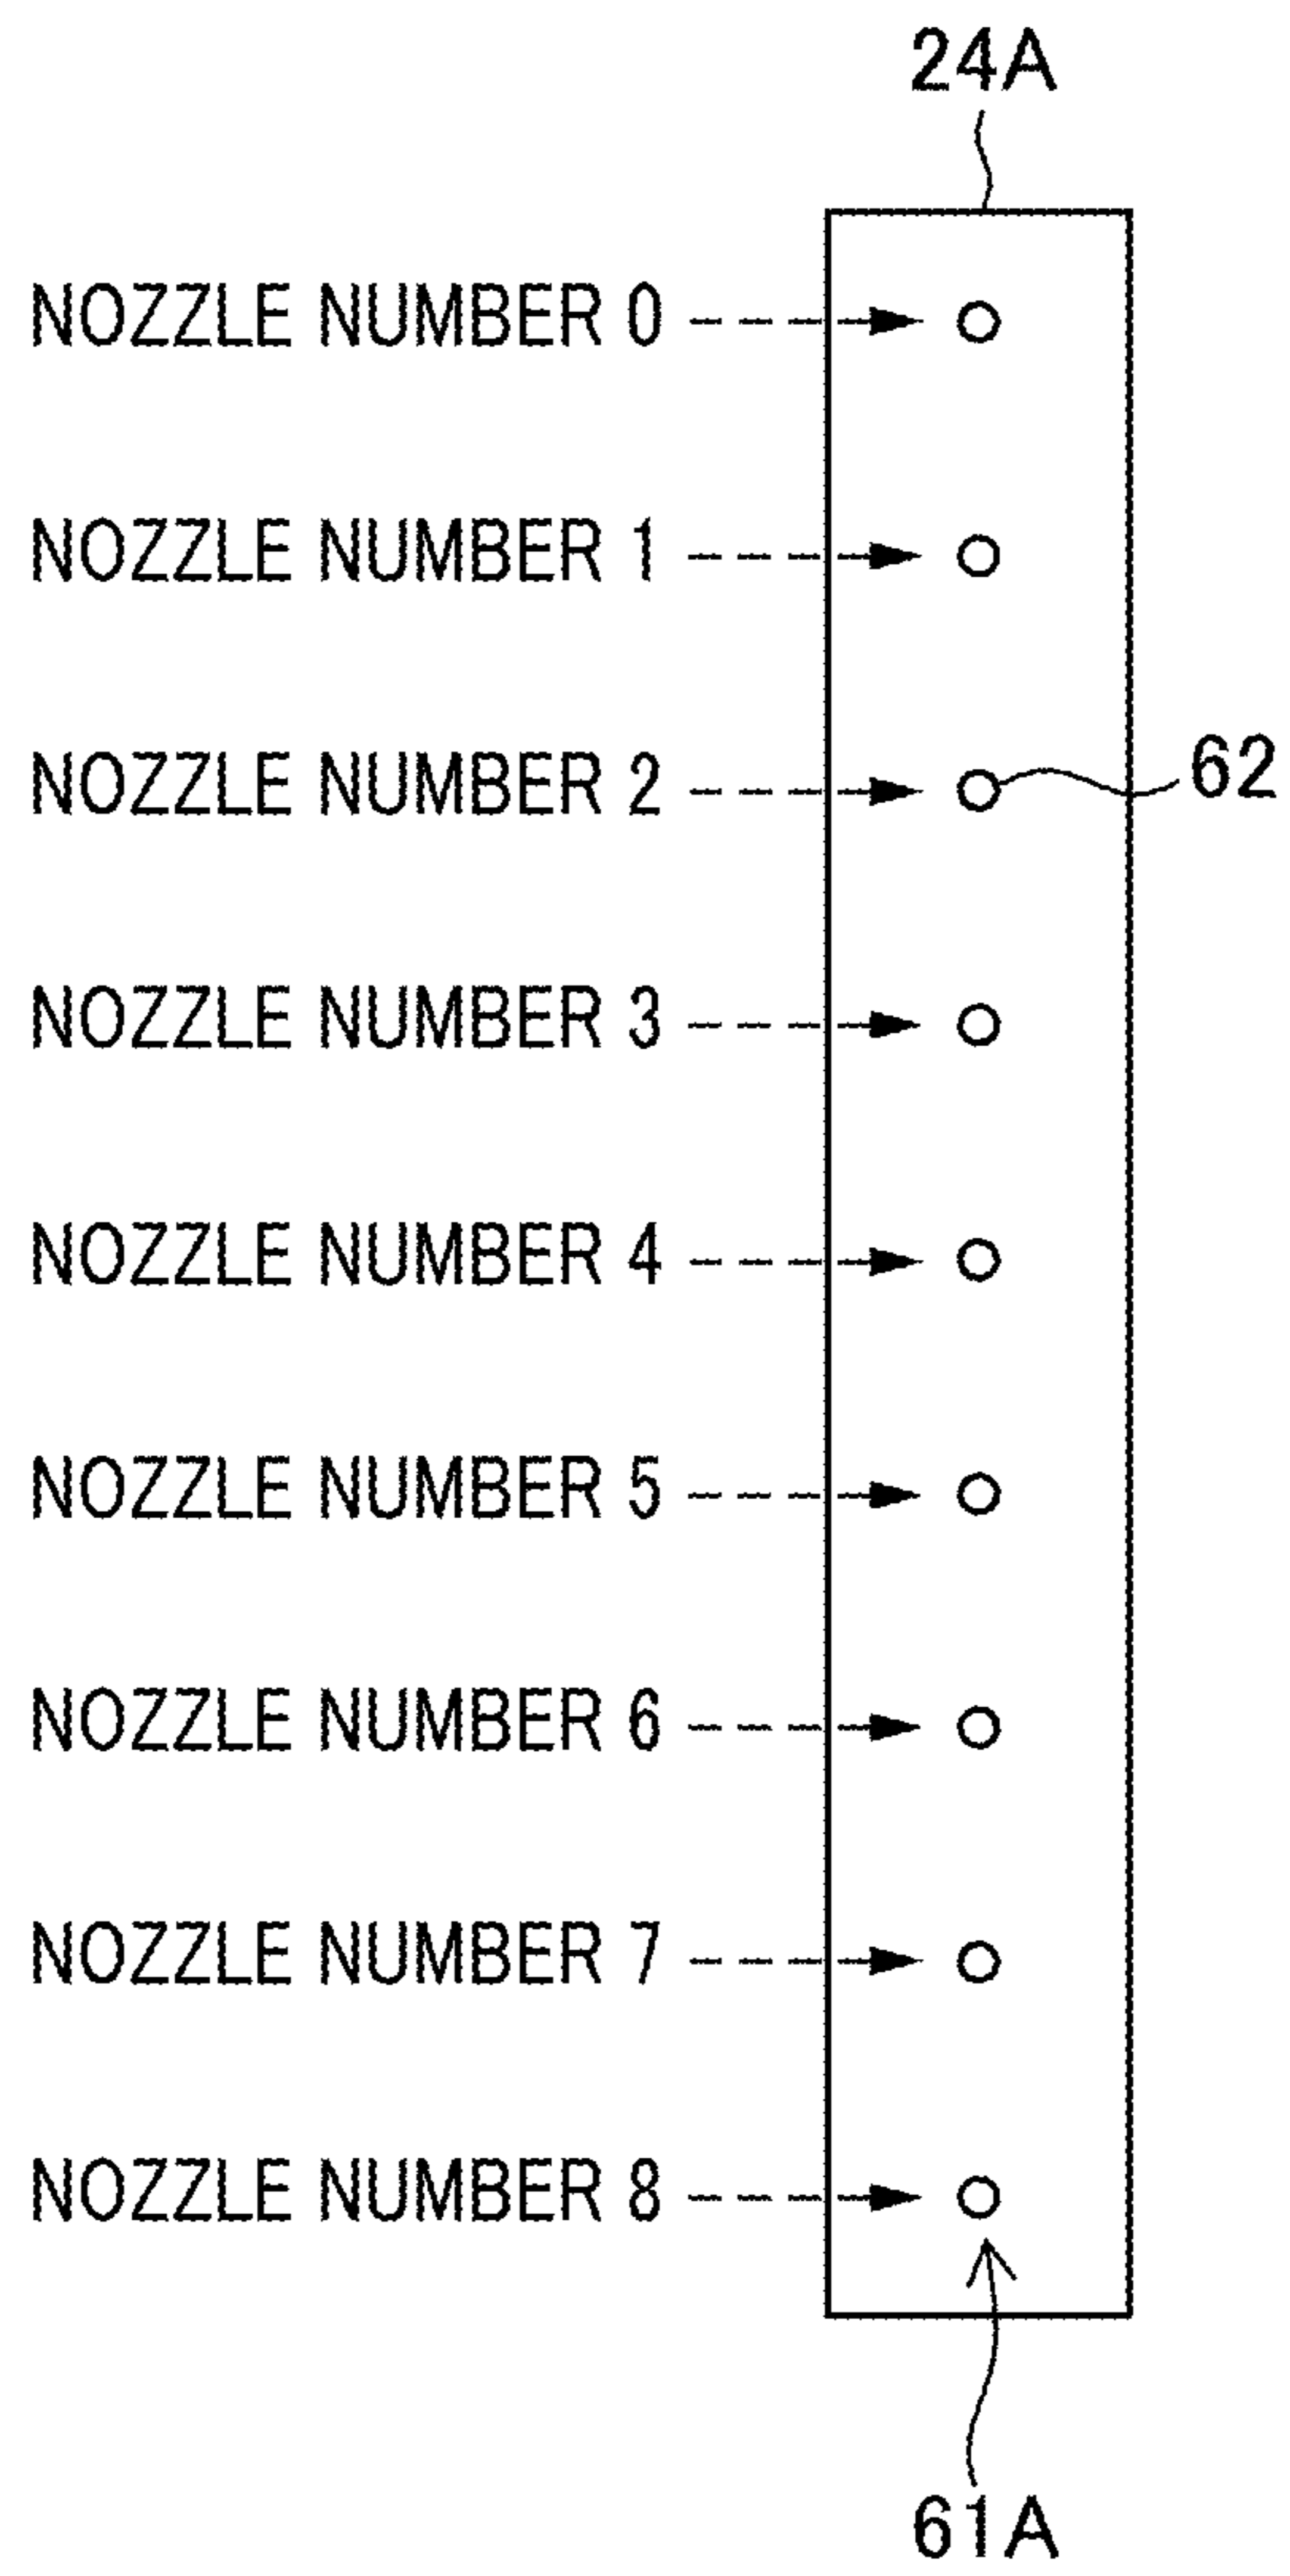 24A
NOZZLE NUMBER 0
NOZZLE NUMBER 1
NOZZLE NUMBER 2
62
NOZZLE NUMBER 3
NOZZLE NUMBER 4
NOZZLE NUMBER 5
NOZZLE NUMBER 6
NOZZLE NUMBER 7
NOZZLE NUMBER 8
61A